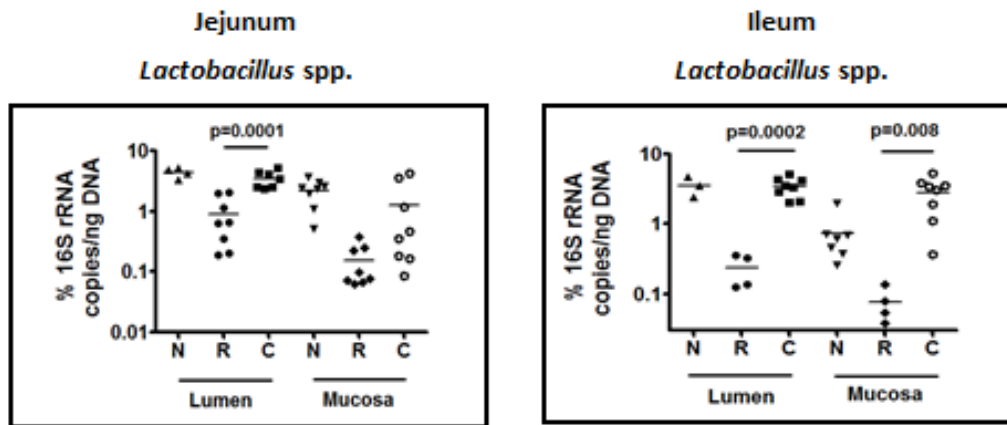 Jejunum
Lactobacillus spp.
p=0.0001
% 16S rRNA
copies/ng DNA
10
1
0.1
0.01
N R C N R C
Lumen Mucosa
Ileum
Lactobacillus spp.
p=0.0002 p=0.008
% 16S rRNA
copies/ng DNA
10
1
0.1
N R C N R C
Lumen Mucosa